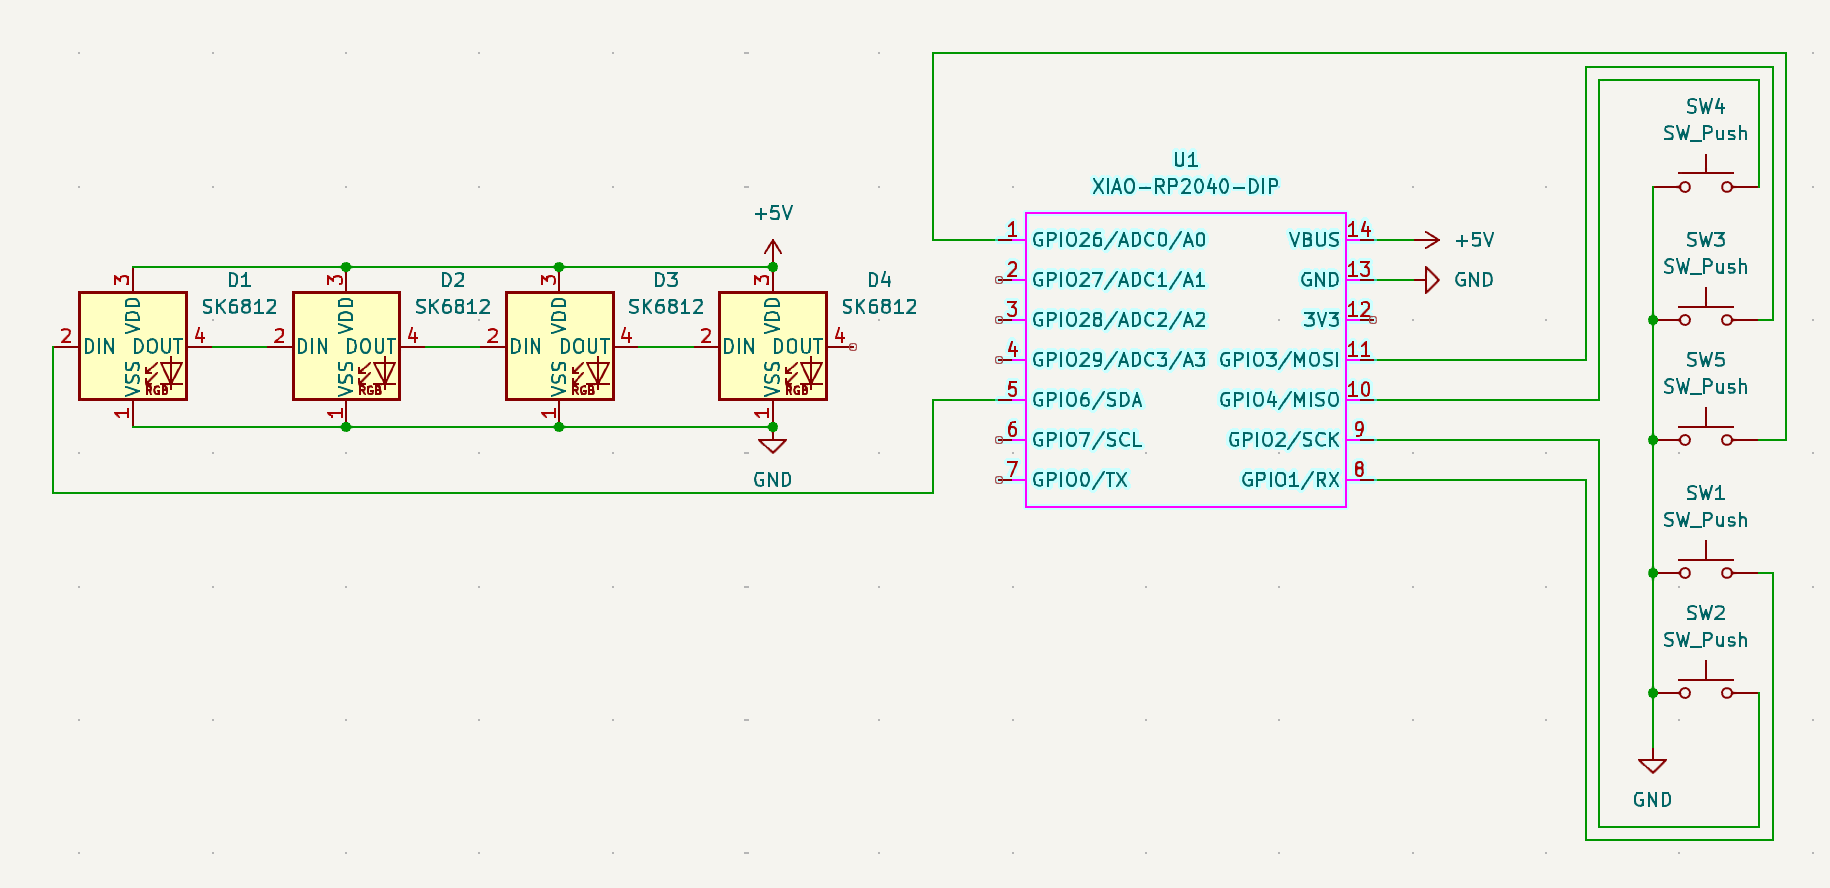 SW4
SW_Push
U1
XIAO-RP2040-DIP
+5V
1 GPIO26/ADC0/A0 VBUS 14 +5V
SW3
SW_Push
2 GPIO27/ADC1/A1 GND 13 GND
3 GPIO28/ADC2/A2 3V3 12
4 GPIO29/ADC3/A3 GPIO3/MOSI 11
5 GPIO6/SDA GPIO4/MISO 10
6 GPIO7/SCL GPIO2/SCK 9
7 GPIO0/TX GPIO1/RX 8
SW5
SW_Push
3 D1
SK6812
VDD
2 DIN DOUT 4
VSS
RGB
1
3 D2
SK6812
VDD
2 DIN DOUT 4
VSS
RGB
1
3 D3
SK6812
VDD
2 DIN DOUT 4
VSS
RGB
1
3 D4
SK6812
VDD
2 DIN DOUT 4
VSS
RGB
1
GND
SW1
SW_Push
SW2
SW_Push
GND